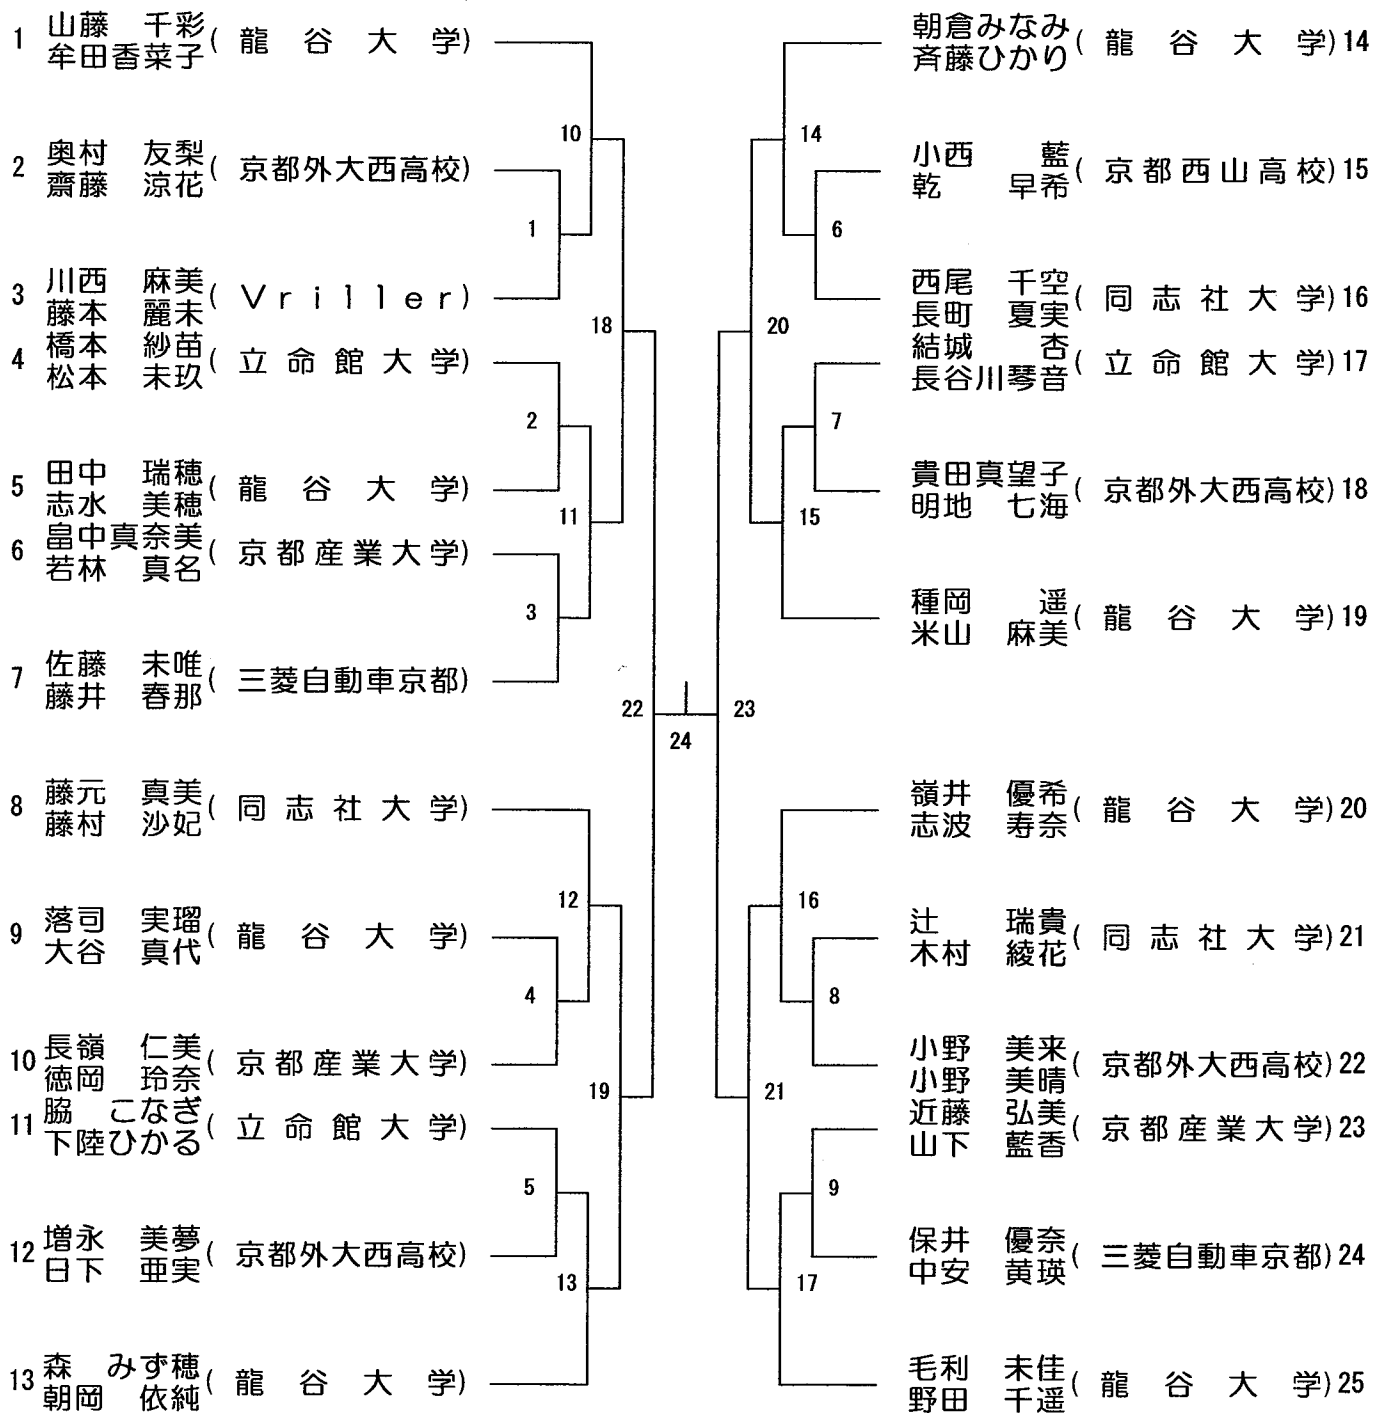 1 山藤 千彩 牟田香菜子 ( 龍谷大学 )
2 奥村 友梨 齋藤 涼花 ( 京都外大西高校 )
3 川西 麻美 藤本 麗未 ( Vriller )
4 橋本 紗苗 松本 未玖 ( 立命館大学 )
5 田中 瑞穂 志水 美穂 ( 龍谷大学 )
6 畠中真奈美 若林 真名 ( 京都産業大学 )
7 佐藤 未唯 藤井 春那 ( 三菱自動車京都 )
8 藤元 真美 藤村 沙妃 ( 同志社大学 )
9 落司 実瑠 大谷 真代 ( 龍谷大学 )
10 長嶺 仁美 徳岡 玲奈 ( 京都産業大学 )
11 脇 こなぎ 下陸ひかる ( 立命館大学 )
12 増永 美夢 日下 亜実 ( 京都外大西高校 )
13 森 みず穂 朝岡 依純 ( 龍谷大学 )
10
1
18
2
11
3
22
24
23
12
4
19
5
13
14
6
20
7
15
16
8
21
9
17
朝倉みなみ 斉藤ひかり ( 龍谷大学 ) 14
小西 藍 乾 早希 ( 京都西山高校 ) 15
西尾 千空 長町 夏実 ( 同志社大学 ) 16
結城 杏 長谷川琴音 ( 立命館大学 ) 17
貴田真望子 明地 七海 ( 京都外大西高校 ) 18
種岡 遥 米山 麻美 ( 龍谷大学 ) 19
嶺井 優希 志波 寿奈 ( 龍谷大学 ) 20
辻 瑞貴 木村 綾花 ( 同志社大学 ) 21
小野 美来 小野 美晴 ( 京都外大西高校 ) 22
近藤 弘美 山下 藍香 ( 京都産業大学 ) 23
保井 優奈 中安 黄瑛 ( 三菱自動車京都 ) 24
毛利 未佳 野田 千遥 ( 龍谷大学 ) 25